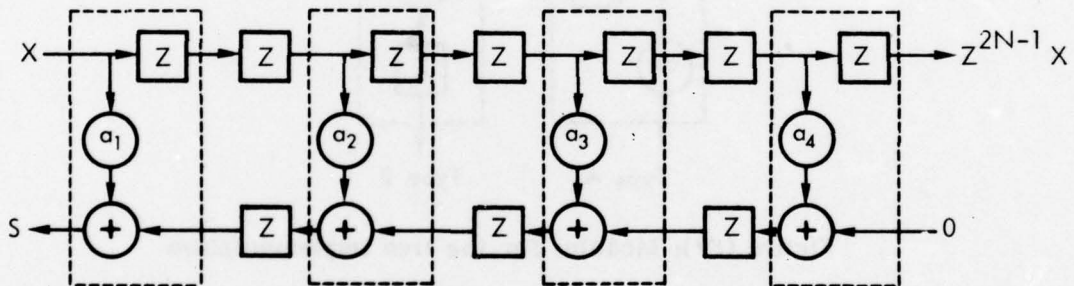 X Z Z Z Z Z Z Z Z^{2N-1} X
a_1 a_2 a_3 a_4
S + Z + Z + Z + 0